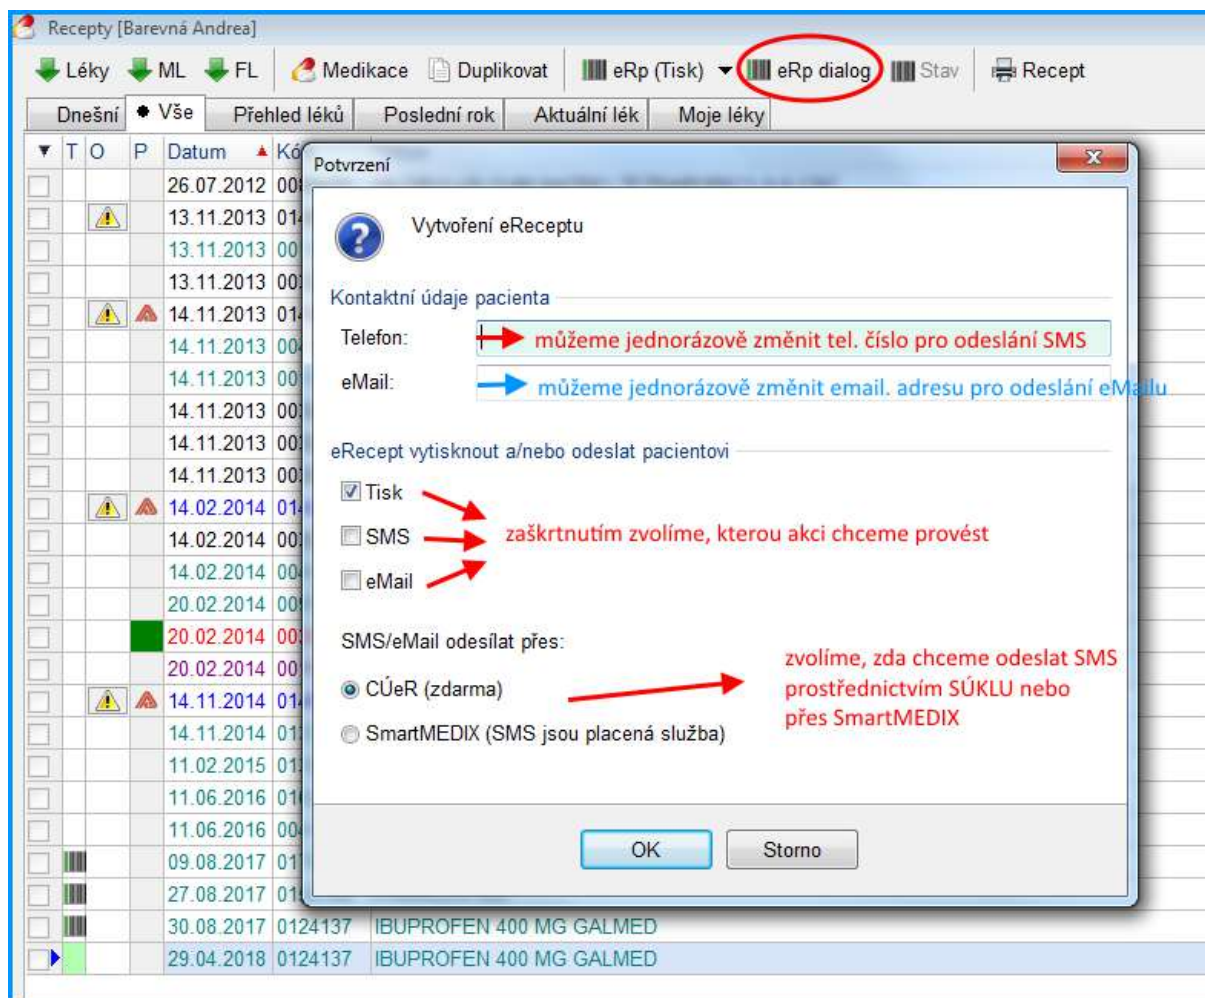 Recepty [Barevná Andrea]
Léky ML FL Medikace Duplikovat eRp (Tisk) eRp dialog Stav Recept
Dnešní Vše Přehled léků Poslední rok Aktuální lék Moje léky
T O P Datum
26.07.2012
13.11.2013
13.11.2013
13.11.2013
14.11.2013
14.11.2013
14.11.2013
14.11.2013
14.11.2013
14.11.2013
14.02.2014
14.02.2014
14.02.2014
20.02.2014
20.02.2014
20.02.2014
14.11.2014
14.11.2014
11.02.2015
11.06.2016
11.06.2016
09.08.2017
27.08.2017
30.08.2017 0124137 IBUPROFEN 400 MG GALMED
29.04.2018 0124137 IBUPROFEN 400 MG GALMED
Potvrzení
Vytvoření eReceptu
Kontaktní údaje pacienta
Telefon: můžeme jednorázově změnit tel. číslo pro odeslání SMS
eMail: můžeme jednorázově změnit email. adresu pro odeslání eMailu
eRecept vytisknout a/nebo odeslat pacientovi
Tisk
SMS zaškrtnutím zvolíme, kterou akci chceme provést
eMail
SMS/eMail odesílat přes:
CÚeR (zdarma)
SmartMEDIX (SMS jsou placená služba)
zvolíme, zda chceme odeslat SMS
prostřednictvím SÚKLU nebo
přes SmartMEDIX
OK Storno